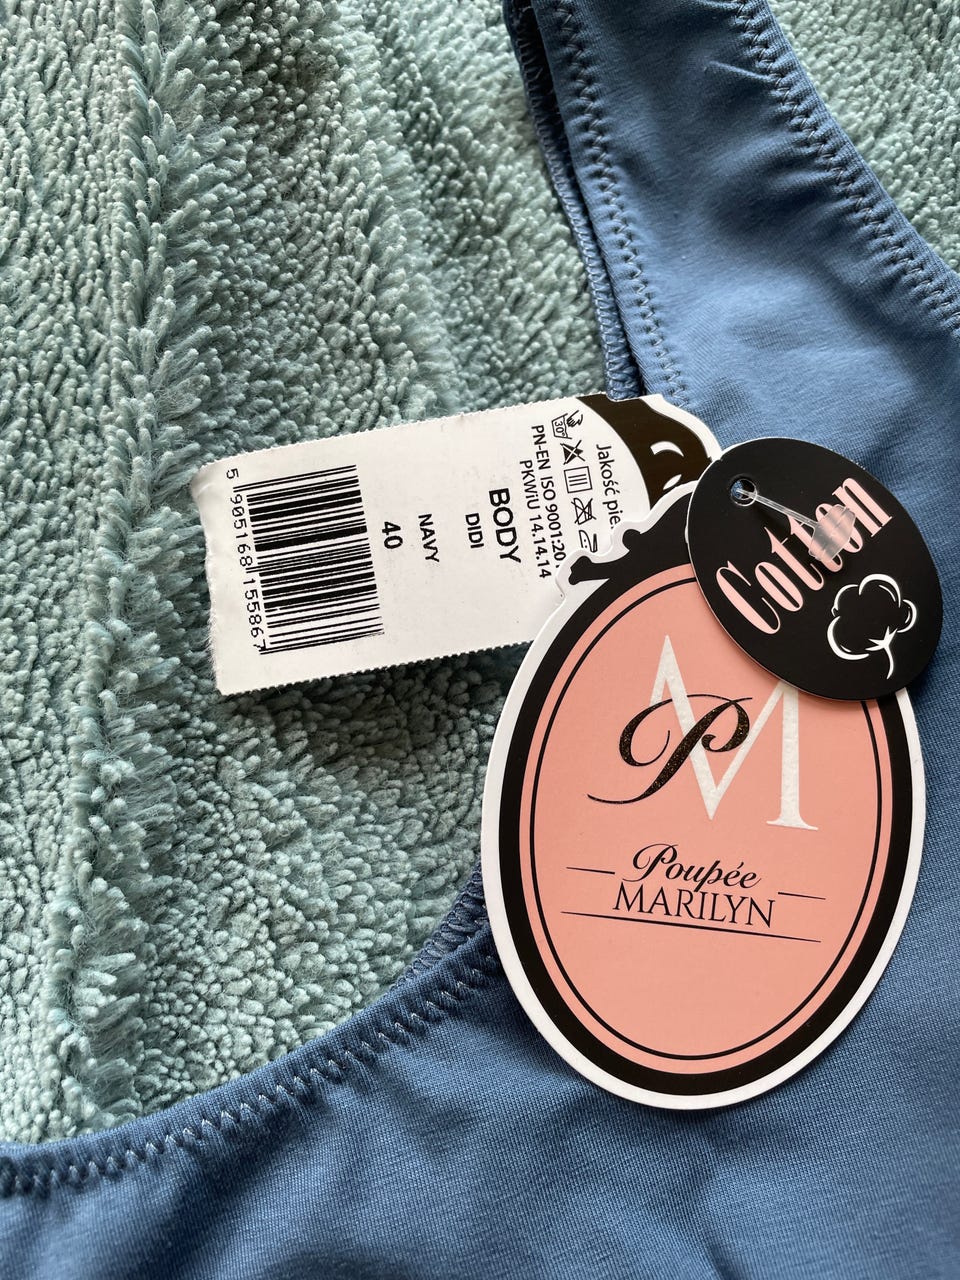 Jakość pie
30°
PN-EN ISO 9001:20
PKWiU 14.14.14
BODY
DIDI
NAVY
40
5 905168 155867
Cotton
PM
Poupée
MARILYN